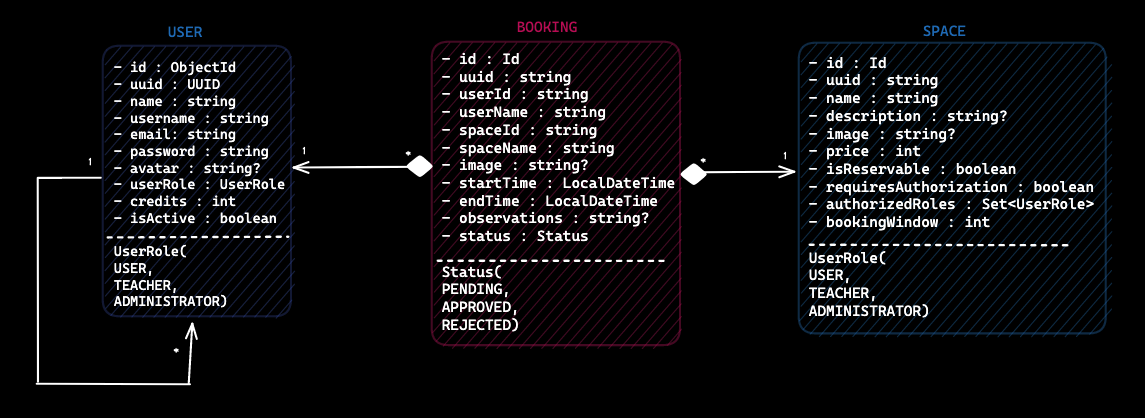 USER
- id : ObjectId
- uuid : UUID
- name : string
- username : string
- email: string
- password : string
- avatar : string?
- userRole : UserRole
- credits : int
- isActive : boolean
UserRole(
USER,
TEACHER,
ADMINISTRATOR)
1
*
1
*
BOOKING
- id : Id
- uuid : string
- userId : string
- userName : string
- spaceId : string
- spaceName : string
- image : string?
- startTime : LocalDateTime
- endTime : LocalDateTime
- observations : string?
- status : Status
Status(
PENDING,
APPROVED,
REJECTED)
*
1
SPACE
- id : Id
- uuid : string
- name : string
- description : string?
- image : string?
- price : int
- isReservable : boolean
- requiresAuthorization : boolean
- authorizedRoles : Set<UserRole>
- bookingWindow : int
UserRole(
USER,
TEACHER,
ADMINISTRATOR)